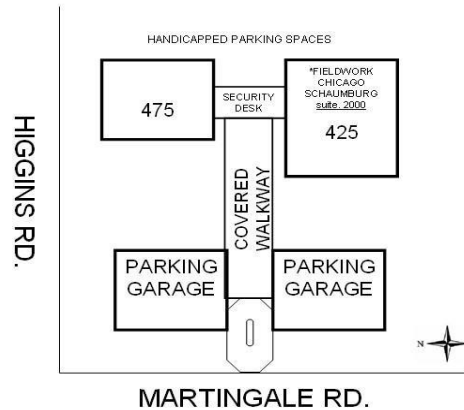 HANDICAPPED PARKING SPACES
475
SECURITY
DESK
*FIELDWORK
CHICAGO
SCHAUMBURG
suite. 2000
425
HIGGINS RD.
COVERED
WALKWAY
PARKING
GARAGE
PARKING
GARAGE
N
MARTINGALE RD.